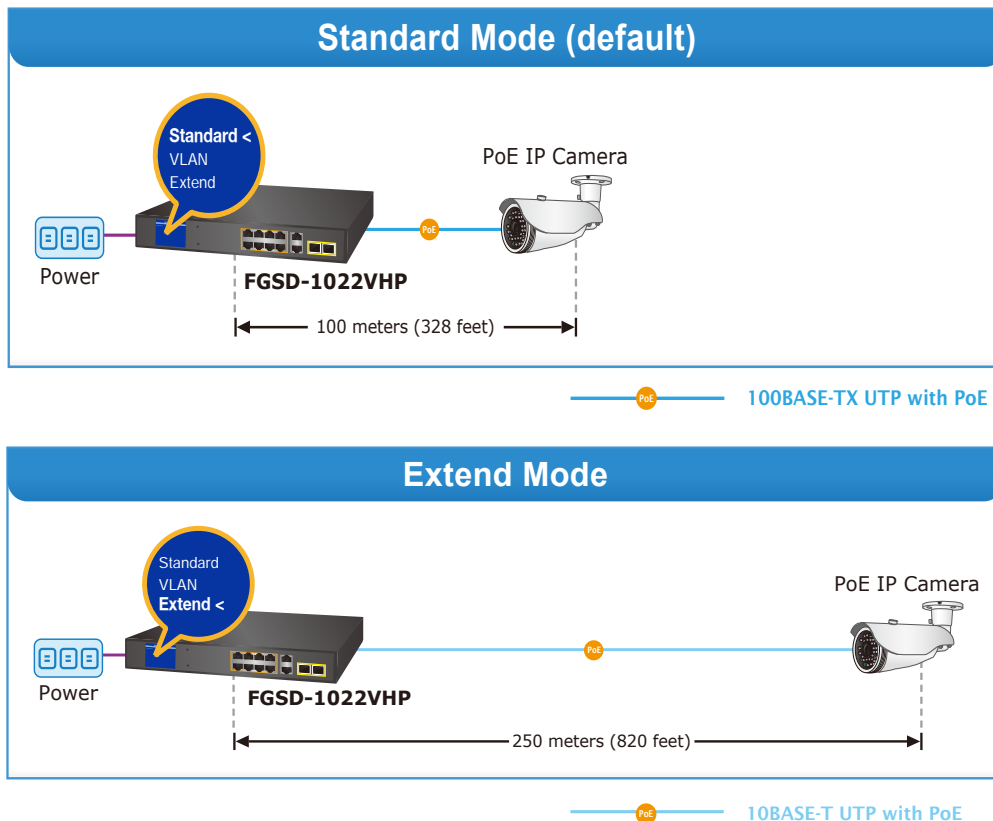 Standard Mode (default)
Standard <
VLAN
Extend
PoE IP Camera
PoE
Power
FGSD-1022VHP
100 meters (328 feet)
PoE
100BASE-TX UTP with PoE
Extend Mode
Standard
VLAN
Extend <
PoE IP Camera
PoE
Power
FGSD-1022VHP
250 meters (820 feet)
PoE
10BASE-T UTP with PoE